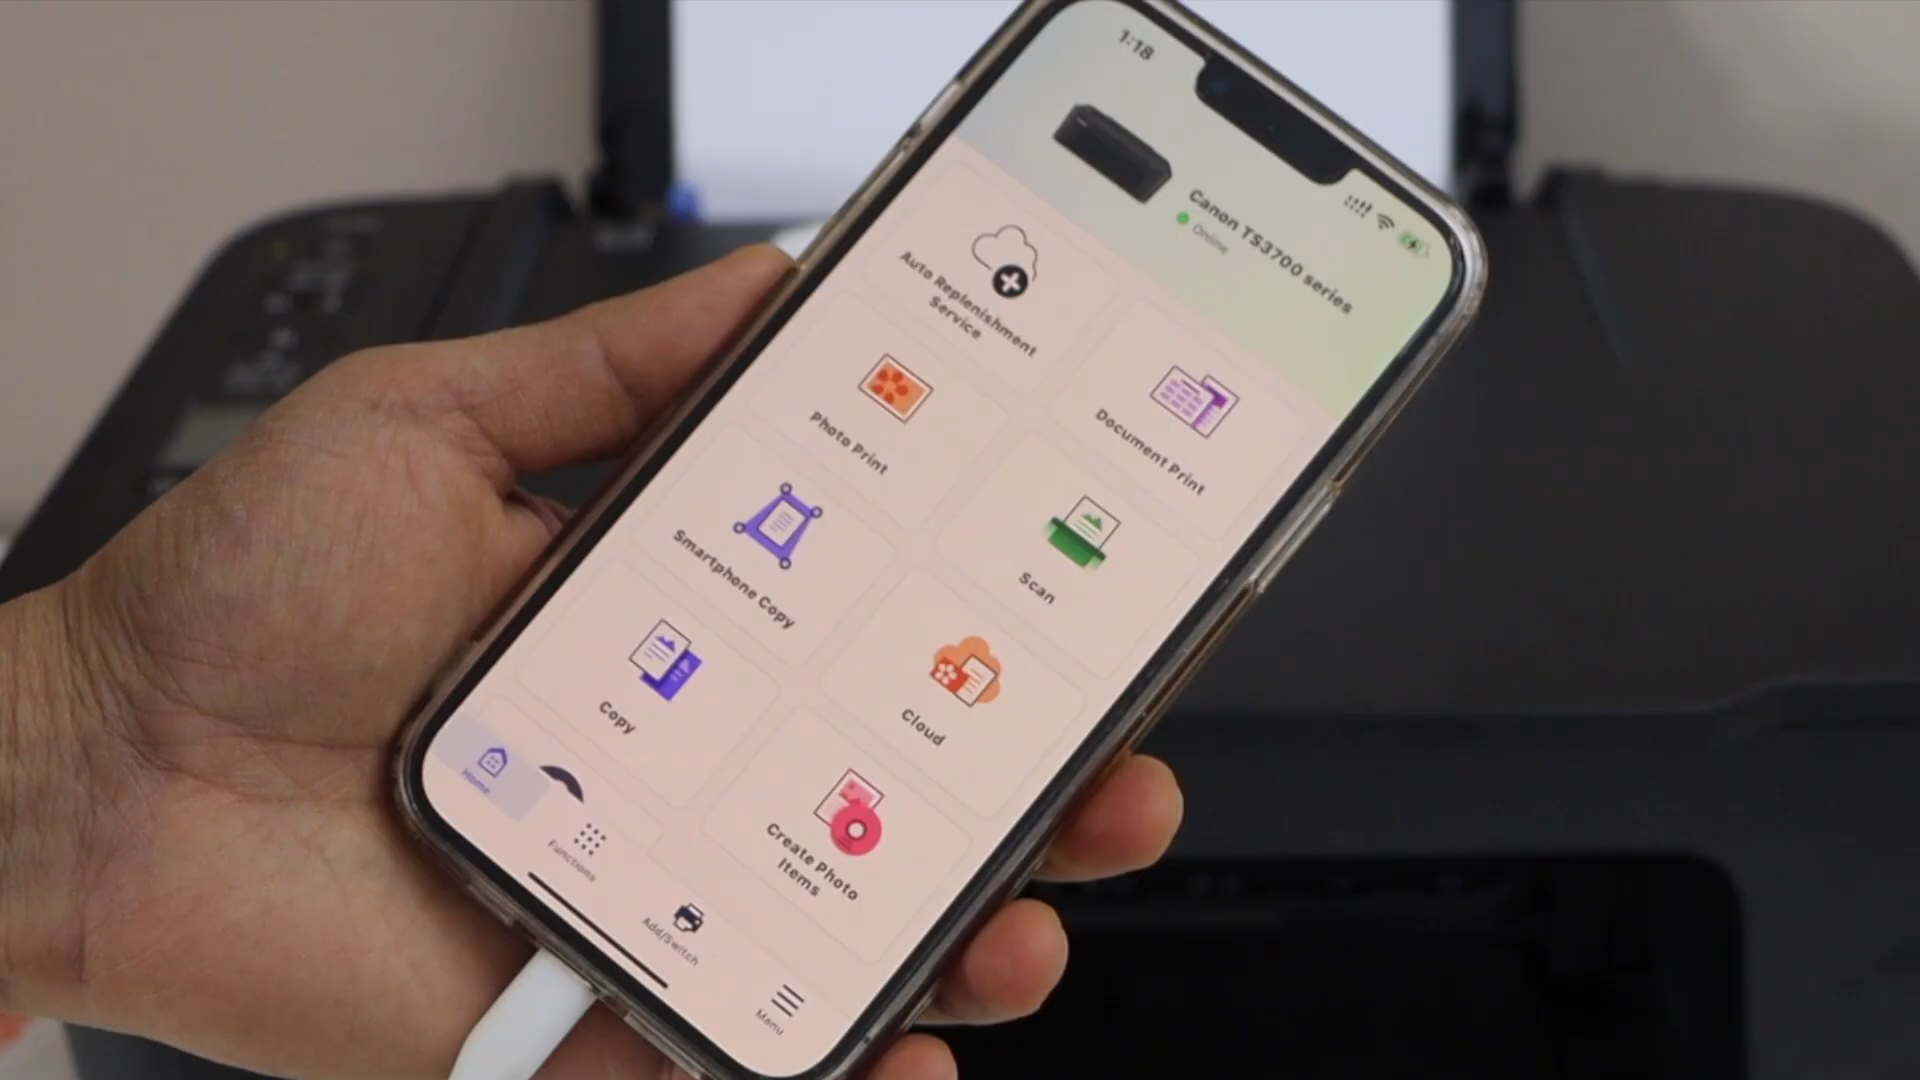 1:18
Canon TS3700 series
Online
Auto Replenishment
Service
Document Print
Photo Print
Scan
Smartphone Copy
Cloud
Copy
Create Photo
Items
Home
Functions
Add/Switch
Menu